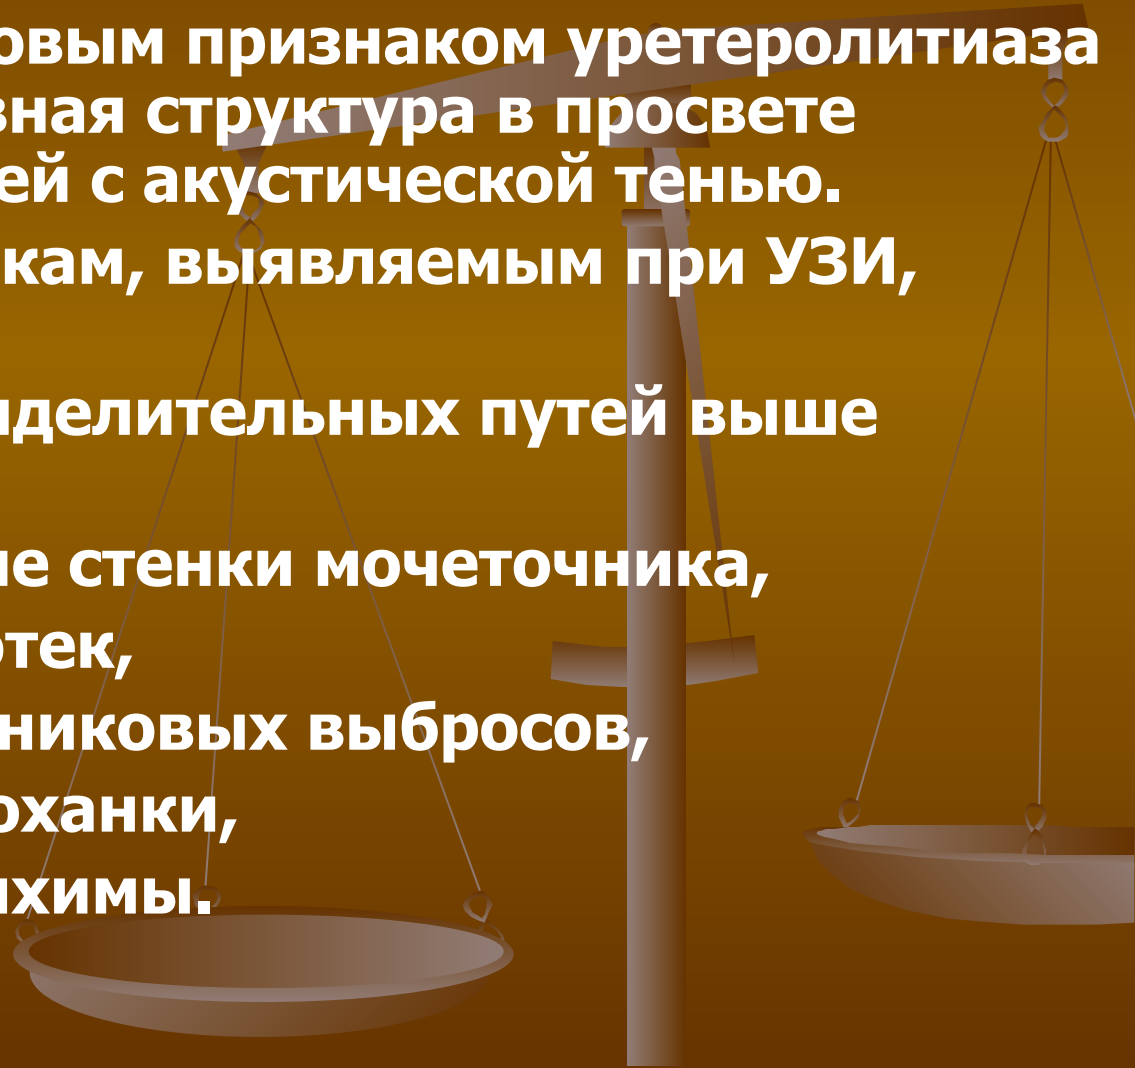 овым признаком уретеролитиаза
вная структура в просвете
ей с акустической тенью.
кам, выявляемым при УЗИ,
делительных путей выше
ие стенки мочеточника,
отек,
никовых выбросов,
оханки,
нхимы.